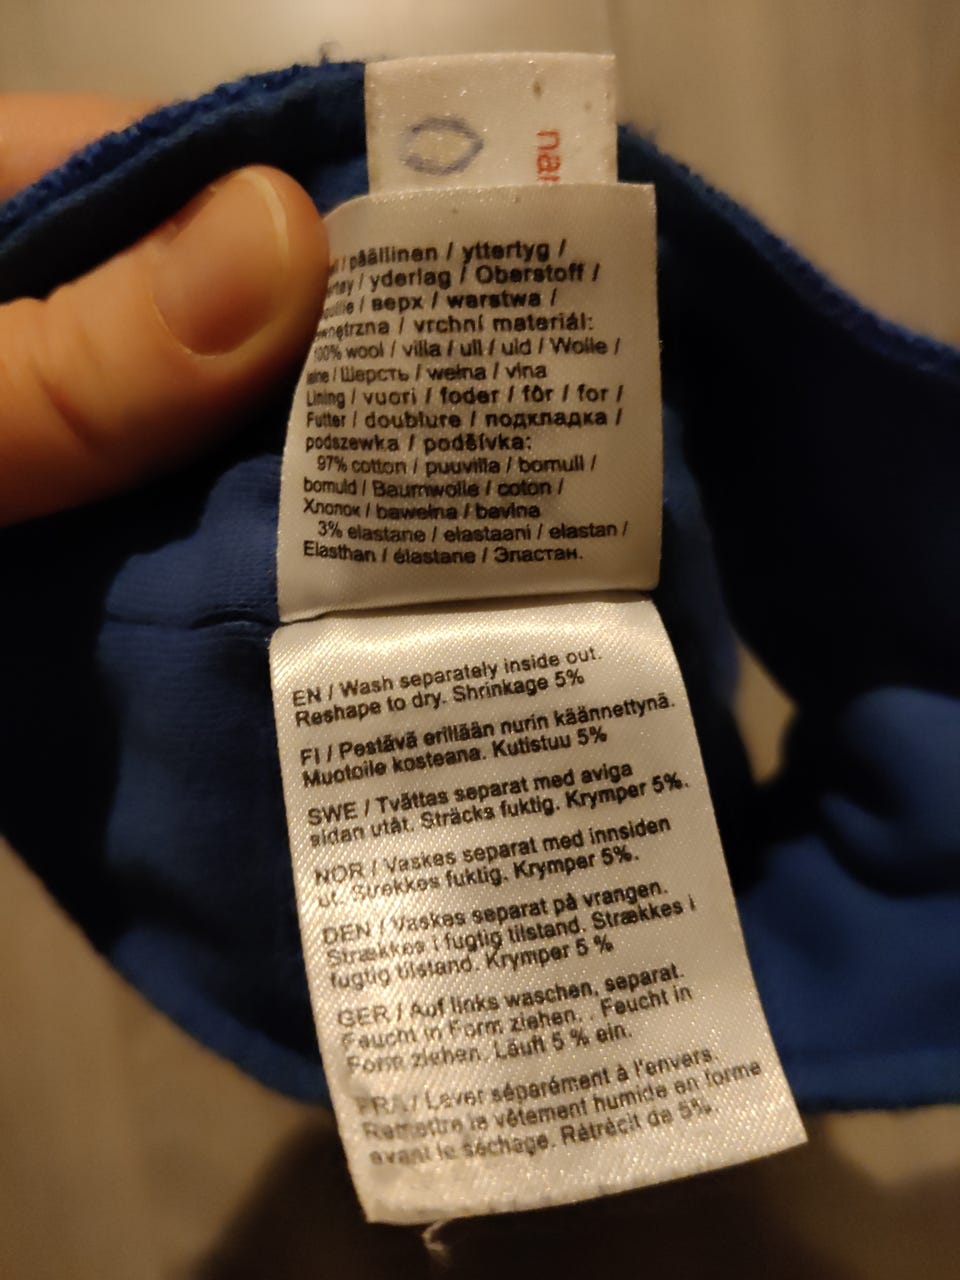 päällinen / yttertyg /
/ yderlag / Oberstoff /
/ верх / warstwa /
/ vrchní materiál:
100% wool / villa / ull / uld / Wolle /
laine / Шерсть / wełna / vlna
Lining / vuori / foder / fôr / for /
Futter / doublure / подкладка /
podszewka / podšívka:
97% cotton / puuvilla / bomull /
bomuld / Baumwolle / coton /
Хлопок / bawełna / bavlna
3% elastane / elastaani / elastan /
Elasthan / élastane / Эластан.
EN / Wash separately inside out.
Reshape to dry. Shrinkage 5%
FI / Pestävä erillään nurin käännettynä.
Muotoile kosteana. Kutistuu 5%
SWE / Tvättas separat med aviga
sidan utåt. Sträcks fuktig. Krymper 5%.
NOR / Vaskes separat med innsiden
ut. Strekkes fuktig. Krymper 5%.
DEN / Vaskes separat på vrangen.
Strækkes i fugtig tilstand. Strækkes i
fugtig tilstand. Krymper 5 %
GER / Auf links waschen, separat.
Feucht in Form ziehen. . Feucht in
Form ziehen. Läuft 5 % ein.
FRA / Laver séparément à l'envers.
Remettre le vêtement humide en forme
avant le séchage. Rétrécit de 5%.